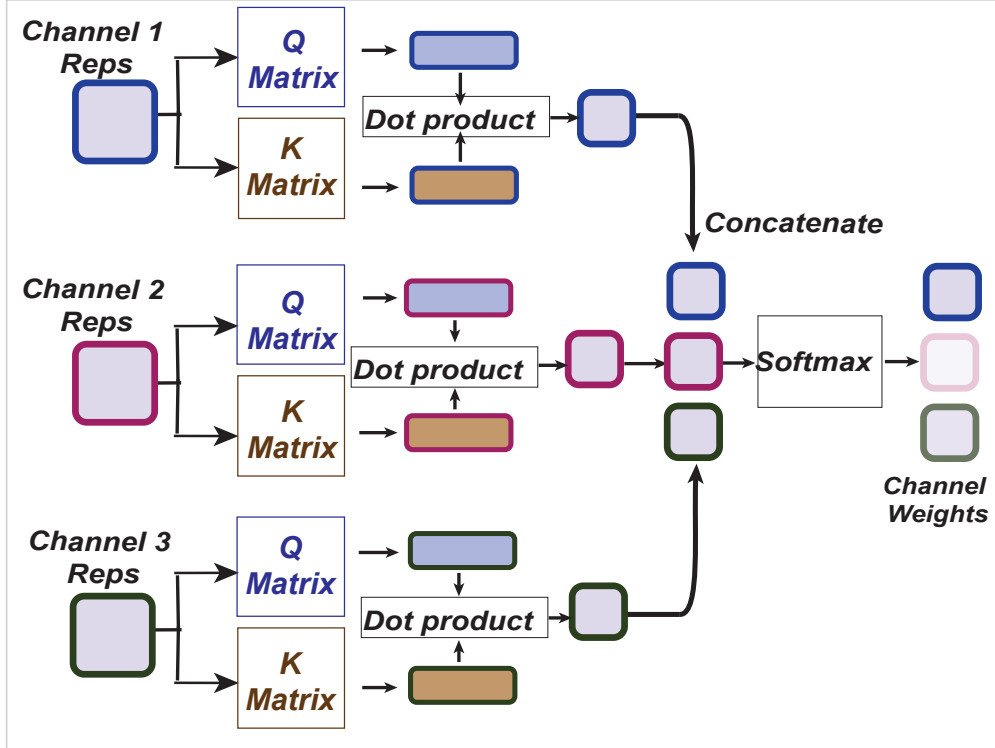 Channel 1
Reps
Q
Matrix
Dot product
K
Matrix
Concatenate
Channel 2
Reps
Q
Matrix
Dot product
K
Matrix
Softmax
Channel
Weights
Channel 3
Reps
Q
Matrix
Dot product
K
Matrix